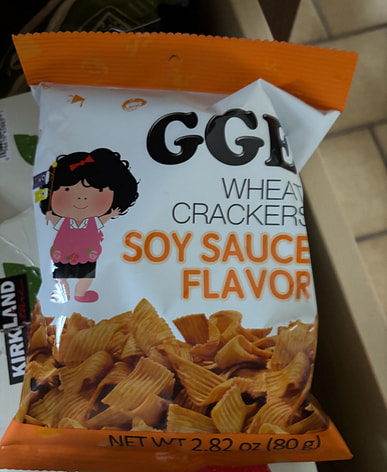 GGE
WHEAT
CRACKERS
SOY SAUCE
FLAVOR
KIRKLAND
NET WT 2.82 oz (80 g)